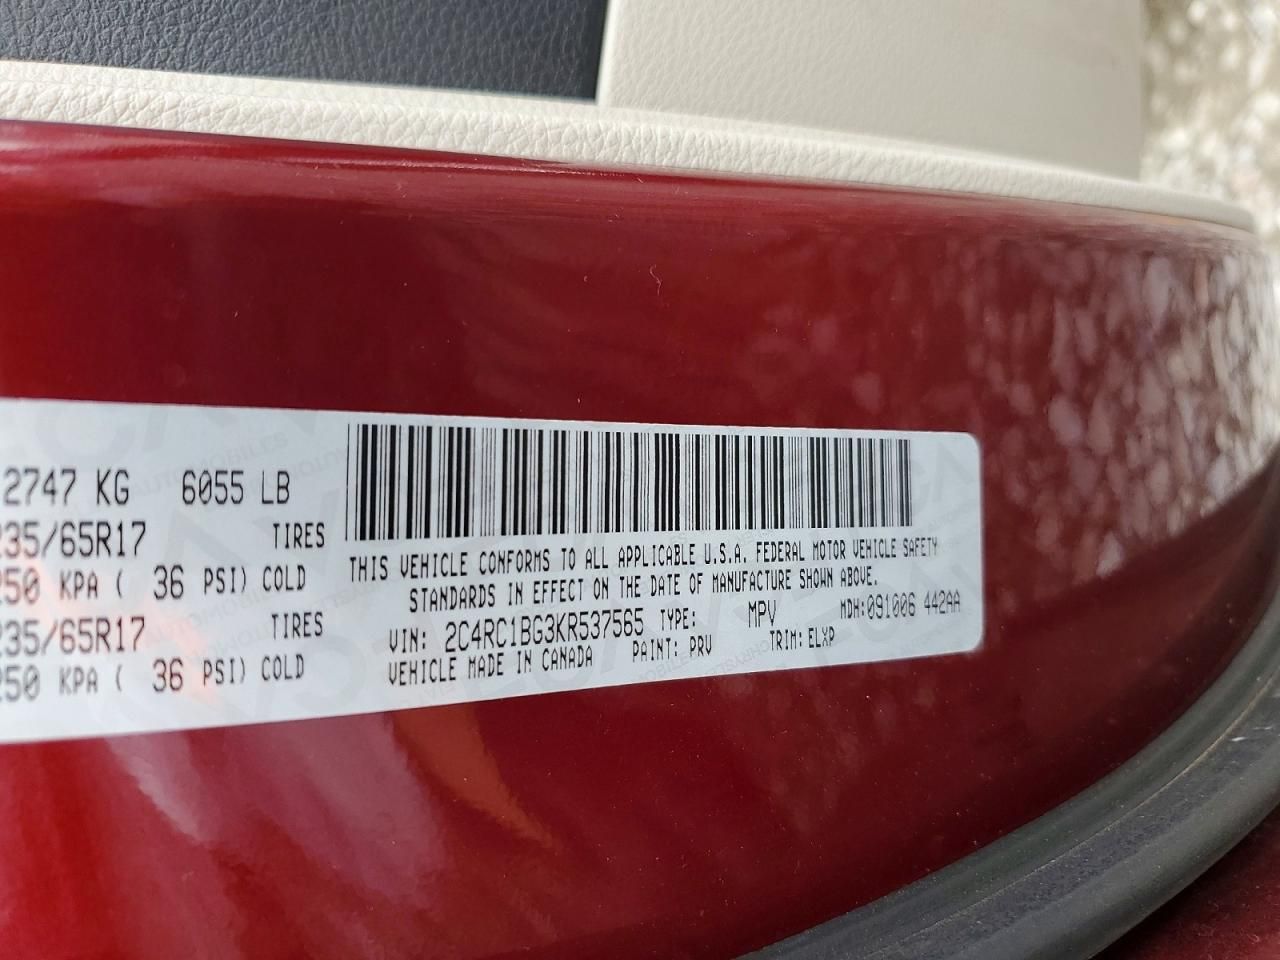 2747 KG 6055 LB
235/65R17 TIRES
250 KPA ( 36 PSI) COLD
235/65R17 TIRES
250 KPA ( 36 PSI) COLD
THIS VEHICLE CONFORMS TO ALL APPLICABLE U.S.A. FEDERAL MOTOR VEHICLE SAFETY
STANDARDS IN EFFECT ON THE DATE OF MANUFACTURE SHOWN ABOVE.
VIN: 2C4RC1BG3KR537565 TYPE: MPV MDH:091006 442AA
VEHICLE MADE IN CANADA PAINT: PRV TRIM: ELXP